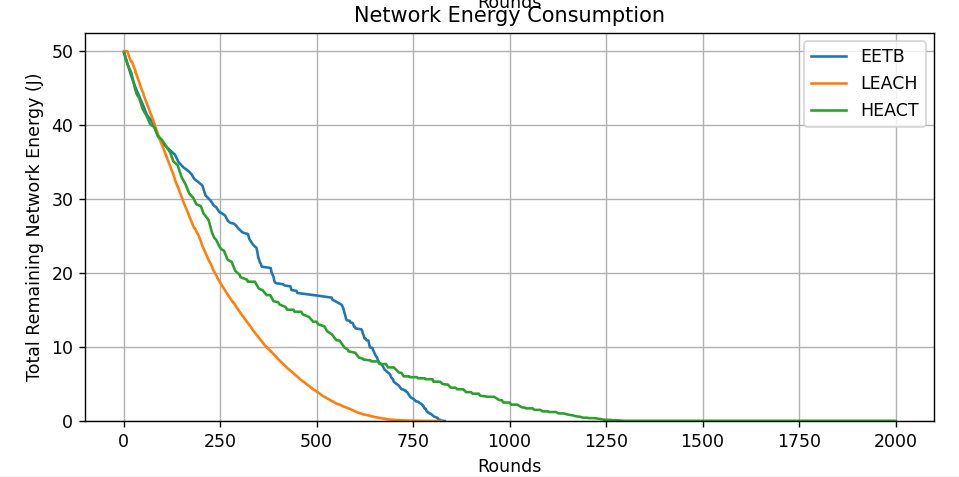 Rounds
Network Energy Consumption
Total Remaining Network Energy (J)
50
40
30
20
10
0
EETB
LEACH
HEACT
0 250 500 750 1000 1250 1500 1750 2000
Rounds